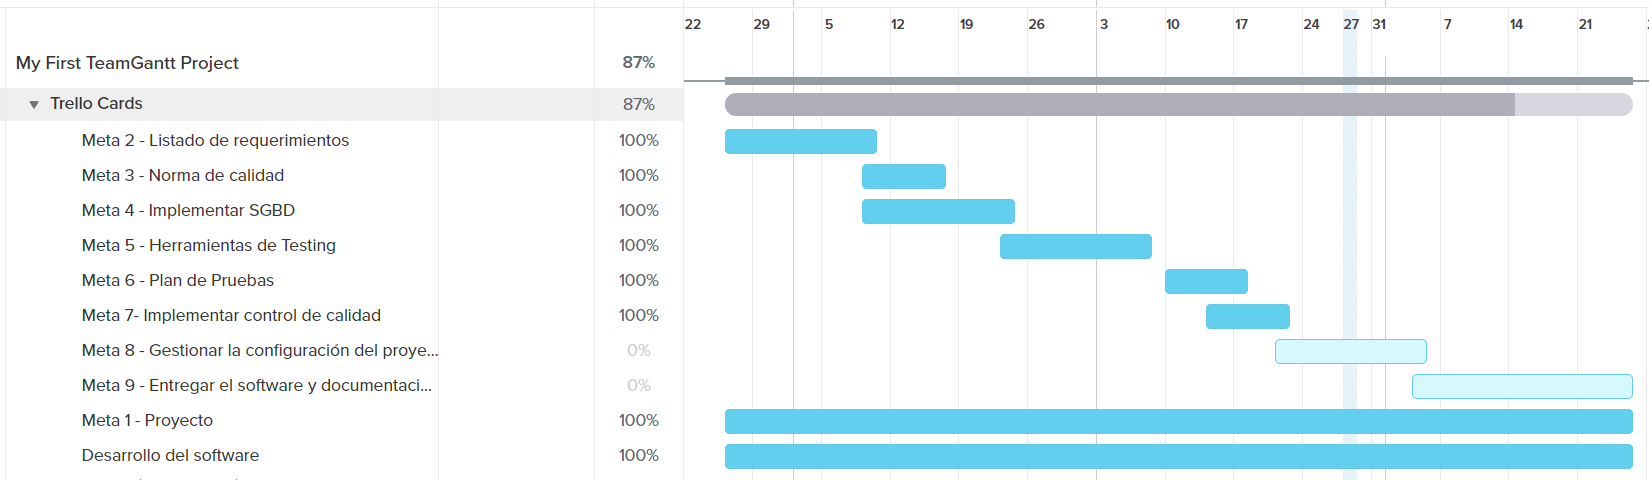 22 29 5 12 19 26 3 10 17 24 27 31 7 14 21
My First TeamGantt Project 87%
Trello Cards 87%
Meta 2 - Listado de requerimientos 100%
Meta 3 - Norma de calidad 100%
Meta 4 - Implementar SGBD 100%
Meta 5 - Herramientas de Testing 100%
Meta 6 - Plan de Pruebas 100%
Meta 7- Implementar control de calidad 100%
Meta 8 - Gestionar la configuración del proye... 0%
Meta 9 - Entregar el software y documentaci... 0%
Meta 1 - Proyecto 100%
Desarrollo del software 100%